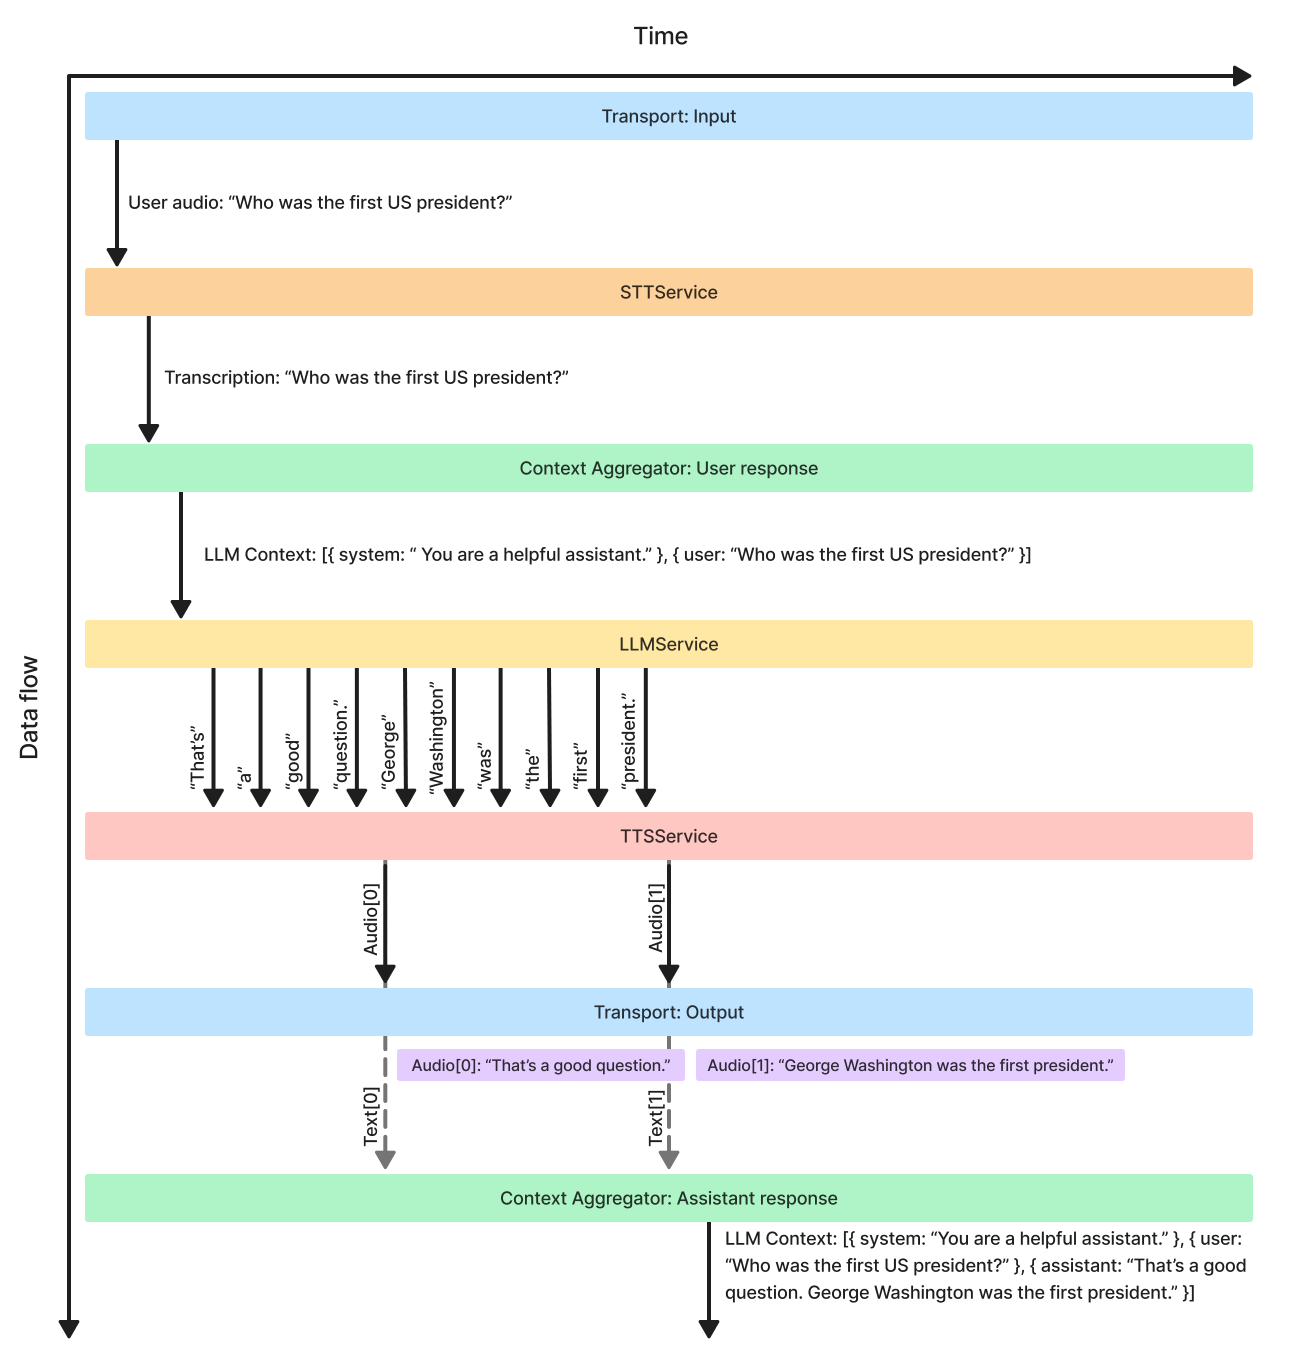 Time
Transport: Input
User audio: “Who was the first US president?”
STTService
Transcription: “Who was the first US president?”
Context Aggregator: User response
LLM Context: [{ system: “ You are a helpful assistant.” }, { user: “Who was the first US president?” }]
LLMService
Data flow
“That’s”
“a”
“good”
“question.”
“George”
“Washington”
“was”
“the”
“first”
“president.”
TTSService
Audio[0]
Audio[1]
Transport: Output
Audio[0]: “That’s a good question.”
Audio[1]: “George Washington was the first president.”
Text[0]
Text[1]
Context Aggregator: Assistant response
LLM Context: [{ system: “You are a helpful assistant.” }, { user:
“Who was the first US president?” }, { assistant: “That’s a good
question. George Washington was the first president.” }]